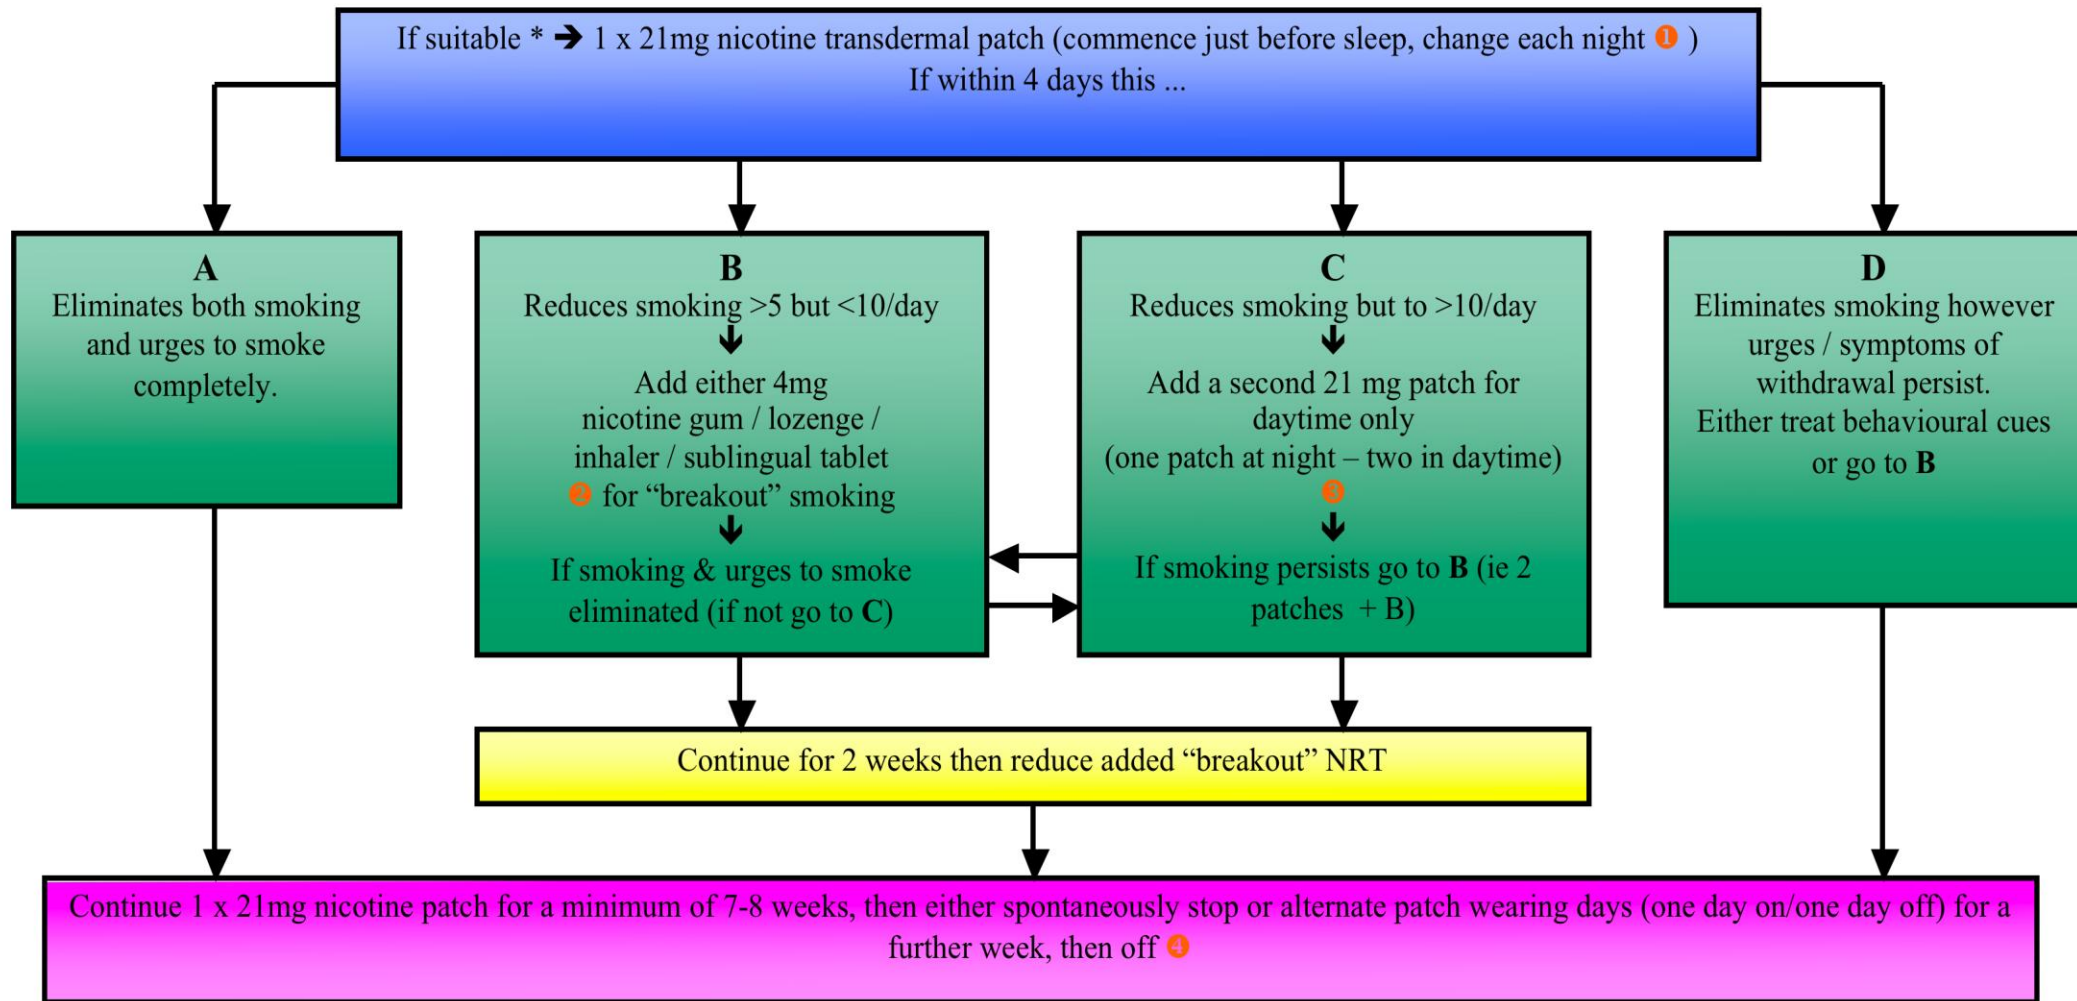 If suitable * ➔ 1 x 21mg nicotine transdermal patch (commence just before sleep, change each night ❶ )
If within 4 days this ...
A
Eliminates both smoking
and urges to smoke
completely.
B
Reduces smoking >5 but <10/day
Add either 4mg
nicotine gum / lozenge /
inhaler / sublingual tablet
❷ for “breakout” smoking
If smoking & urges to smoke
eliminated (if not go to C)
C
Reduces smoking but to >10/day
Add a second 21 mg patch for
daytime only
(one patch at night – two in daytime)
❸
If smoking persists go to B (ie 2
patches + B)
D
Eliminates smoking however
urges / symptoms of
withdrawal persist.
Either treat behavioural cues
or go to B
Continue for 2 weeks then reduce added “breakout” NRT
Continue 1 x 21mg nicotine patch for a minimum of 7-8 weeks, then either spontaneously stop or alternate patch wearing days (one day on/one day off) for a
further week, then off ❹